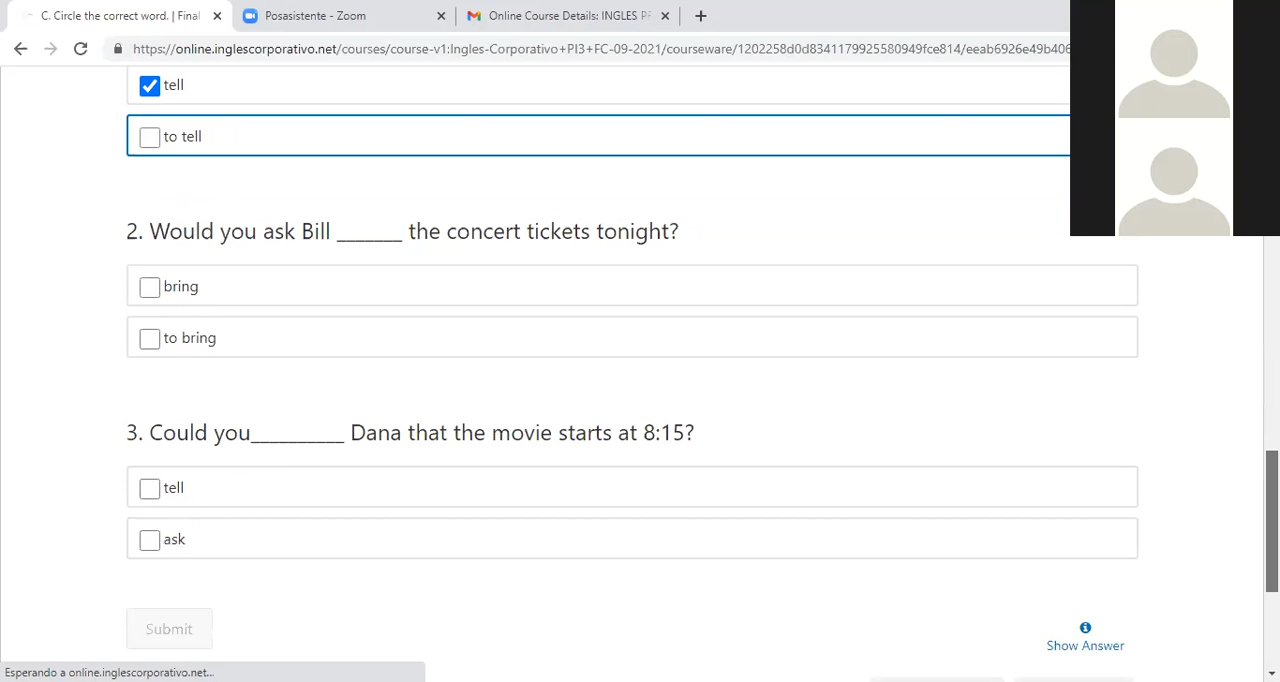 C. Circle the correct word. | Final
Posasistente - Zoom
Online Course Details: INGLES PR
https://online.inglescorporativo.net/courses/course-v1:Ingles-Corporativo+PI3+FC-09-2021/courseware/1202258d0d8341179925580949fce814/eeab6926e49b406
tell
to tell
2. Would you ask Bill _______ the concert tickets tonight?
bring
to bring
3. Could you__________ Dana that the movie starts at 8:15?
tell
ask
Submit
Show Answer
Esperando a online.inglescorporativo.net...